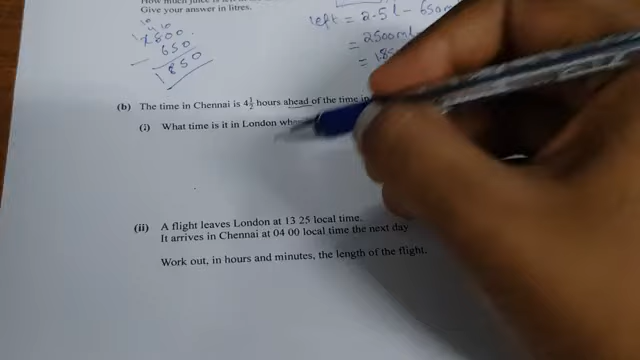 Give your answer in litres.
left = 2.5 l - 650m
2500
650
1850
= 2500ml
= 185
(b) The time in Chennai is 4½ hours ahead of the time in
(i) What time is it in London
(ii) A flight leaves London at 13 25 local time.
It arrives in Chennai at 04 00 local time the next day
Work out, in hours and minutes, the length of the flight.